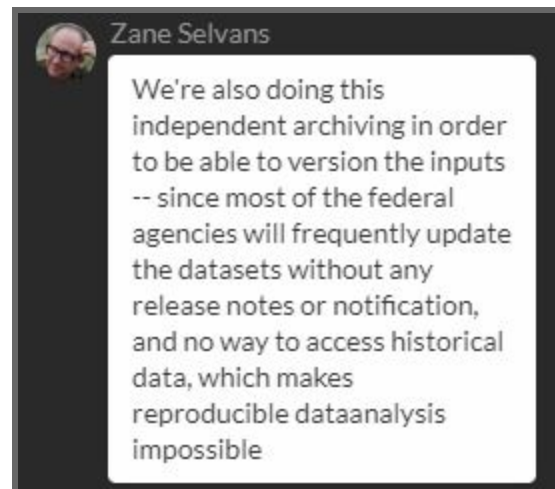 Zane Selvans
We're also doing this
independent archiving in order
to be able to version the inputs
-- since most of the federal
agencies will frequently update
the datasets without any
release notes or notification,
and no way to access historical
data, which makes
reproducible dataanalysis
impossible